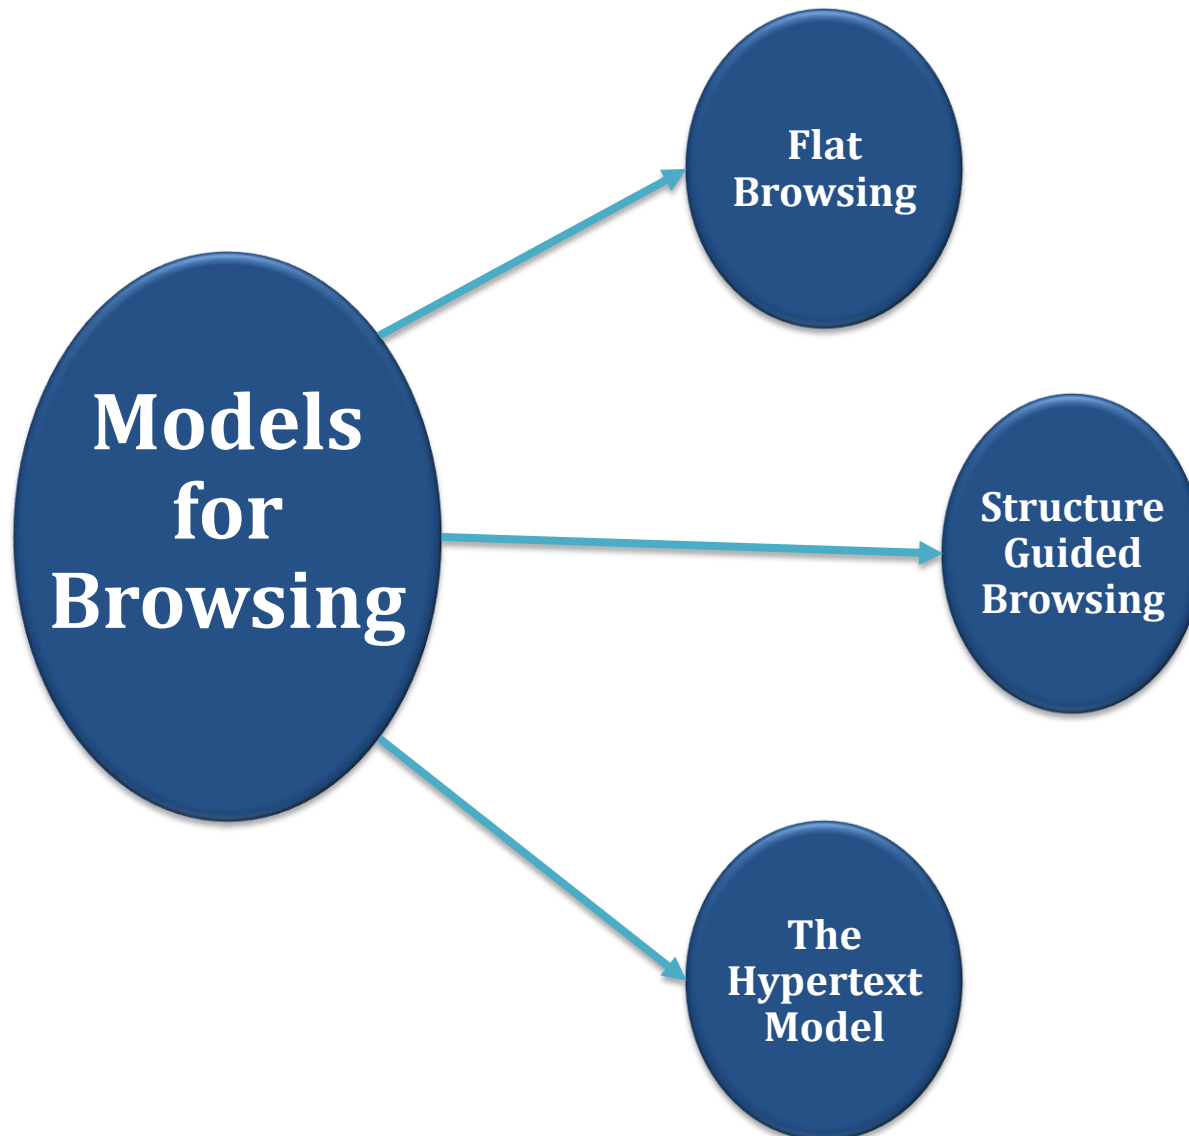 Models
for
Browsing
Flat
Browsing
Structure
Guided
Browsing
The
Hypertext
Model